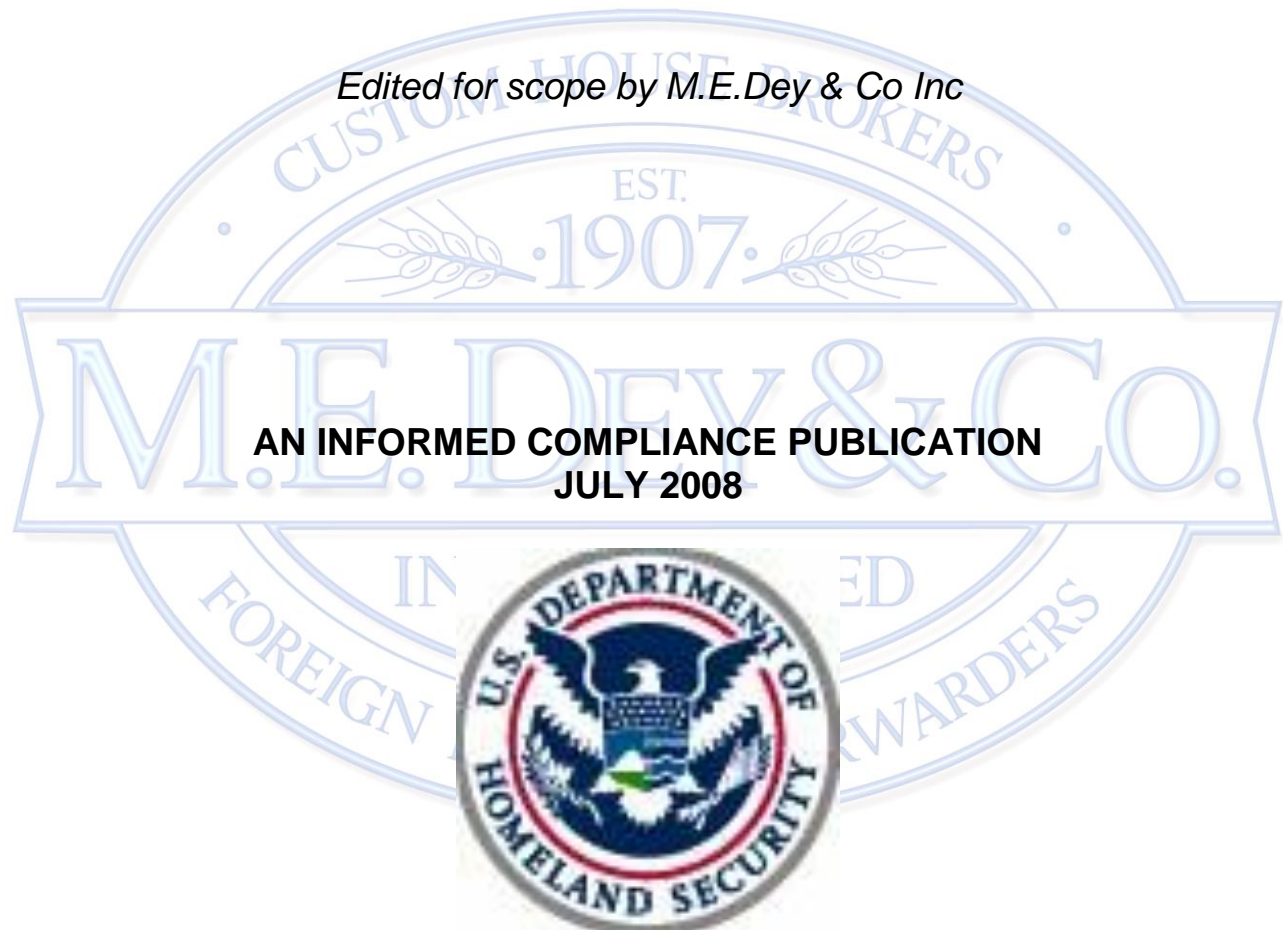 Edited for scope by M.E.Dey & Co Inc
CUSTOM HOUSE BROKERS
EST.
·1907·
M.E. DEY & CO.
AN INFORMED COMPLIANCE PUBLICATION
JULY 2008
FOREIGN
U.S. DEPARTMENT OF
HOMELAND SECURITY